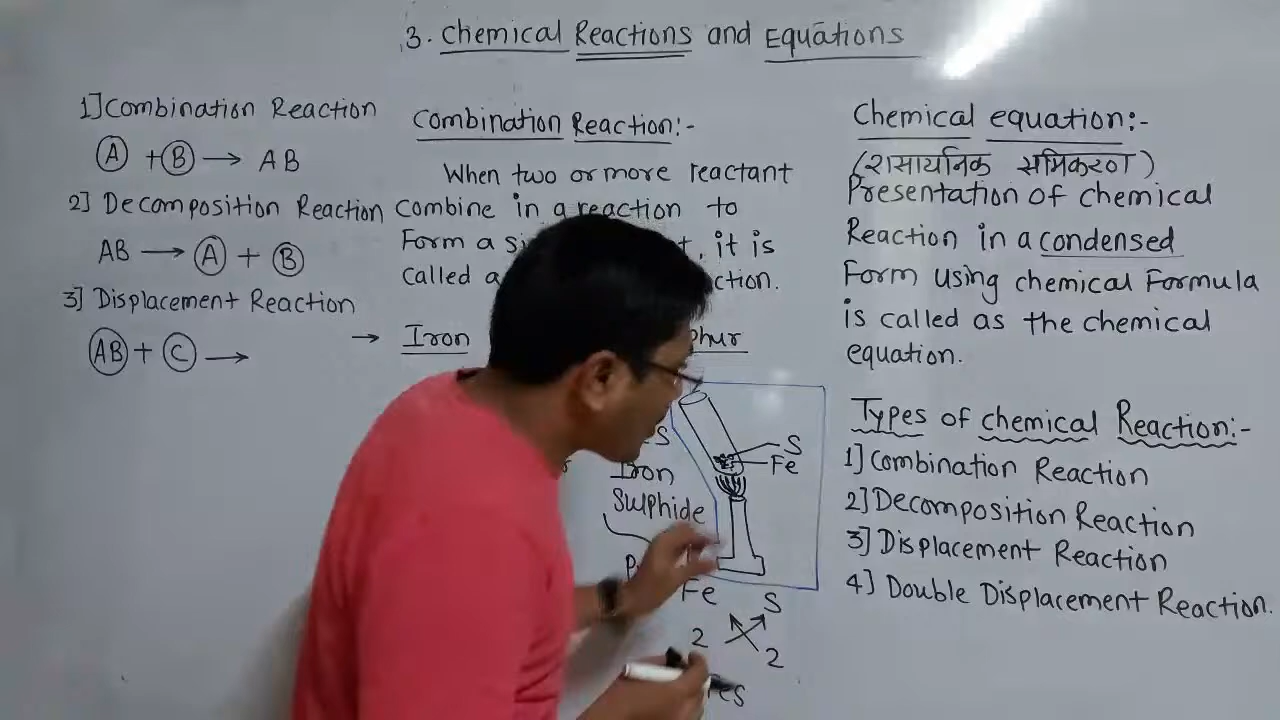 3. Chemical Reactions and Equations
1] Combination Reaction
A + B → AB
2] Decomposition Reaction
AB → A + B
3] Displacement Reaction
AB + C →
Combination Reaction:-
When two or more reactant
combine in a reaction to
Form a it is
called a
→ Iron
S
Iron
Sulphide
S
Fe
Fe S
2 2
Chemical equation:-
(रासायनिक समिकरण)
Presentation of chemical
Reaction in a condensed
Form using chemical Formula
is called as the chemical
equation.
Types of chemical Reaction:-
1] Combination Reaction
2] Decomposition Reaction
3] Displacement Reaction
4] Double Displacement Reaction.